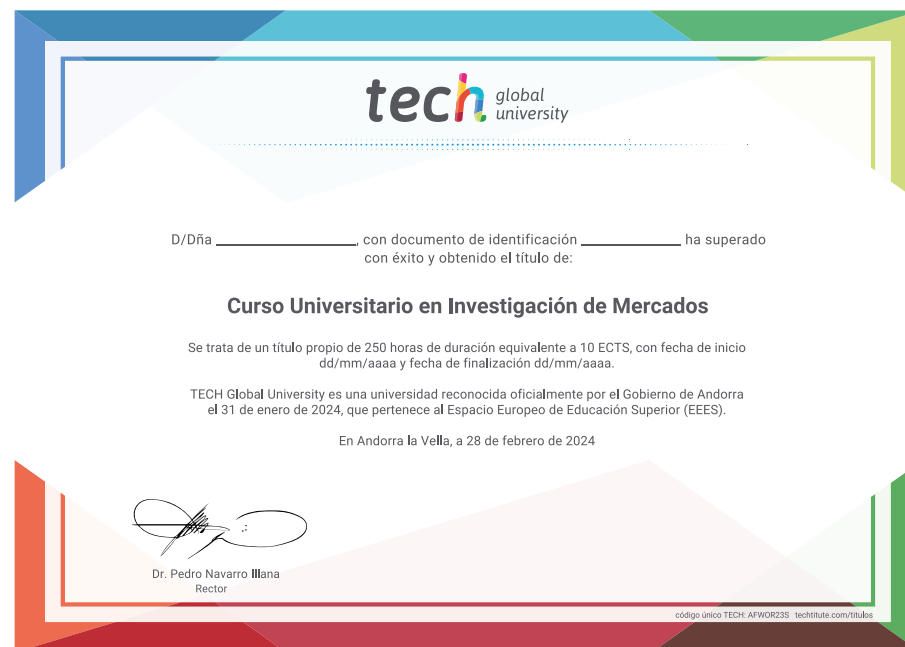 tech global
university
D/Dña ______________, con documento de identificación __________ ha superado
con éxito y obtenido el título de:
Curso Universitario en Investigación de Mercados
Se trata de un título propio de 250 horas de duración equivalente a 10 ECTS, con fecha de inicio
dd/mm/aaaa y fecha de finalización dd/mm/aaaa.
TECH Global University es una universidad reconocida oficialmente por el Gobierno de Andorra
el 31 de enero de 2024, que pertenece al Espacio Europeo de Educación Superior (EEES).
En Andorra la Vella, a 28 de febrero de 2024
Dr. Pedro Navarro Illana
Rector
código único TECH: AFWOR23S techtitute.com/titulos